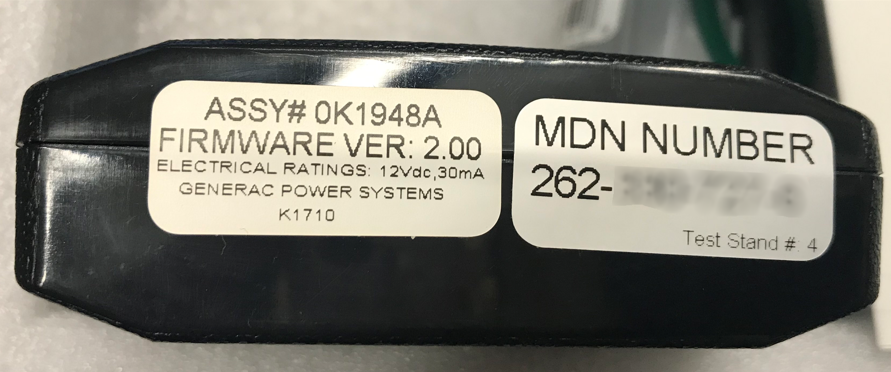 ASSY# 0K1948A
FIRMWARE VER: 2.00
ELECTRICAL RATINGS: 12Vdc,30mA
GENERAC POWER SYSTEMS
K1710
MDN NUMBER
262-
Test Stand #: 4